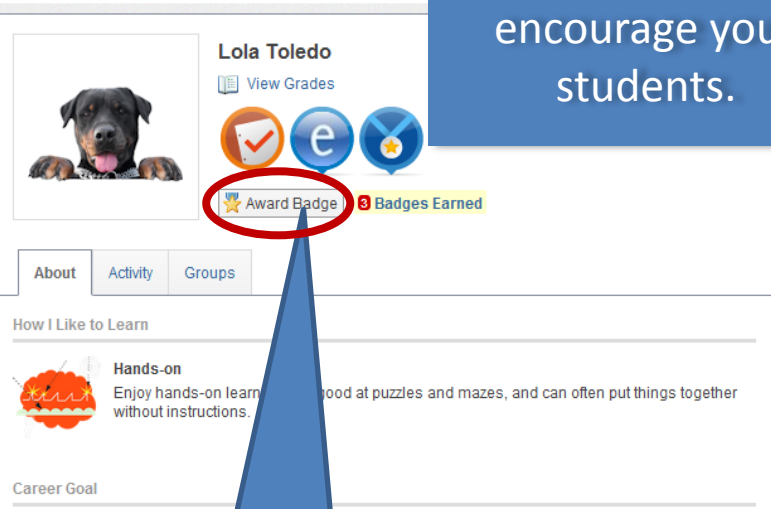 encourage you
students.
Lola Toledo
View Grades
e
Award Badge 3 Badges Earned
About Activity Groups
How I Like to Learn
Hands-on
Enjoy hands-on learn ood at puzzles and mazes, and can often put things together
without instructions.
Career Goal